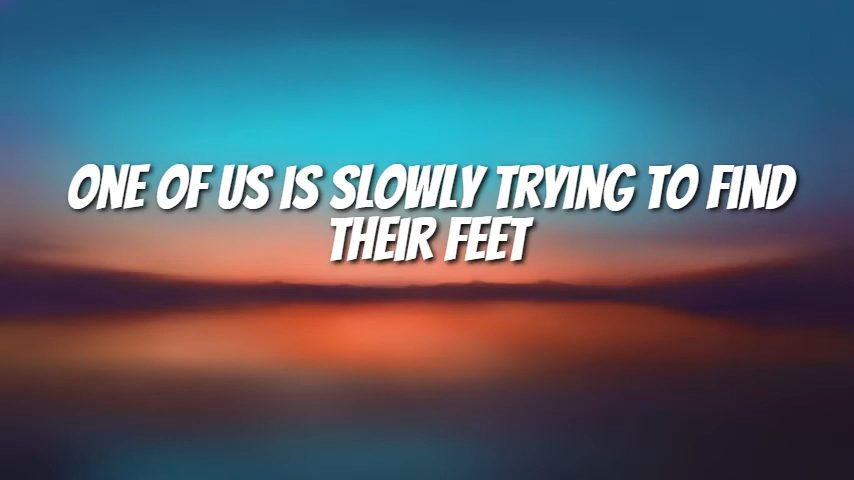 ONE OF US IS SLOWLY TRYING TO FIND
THEIR FEET